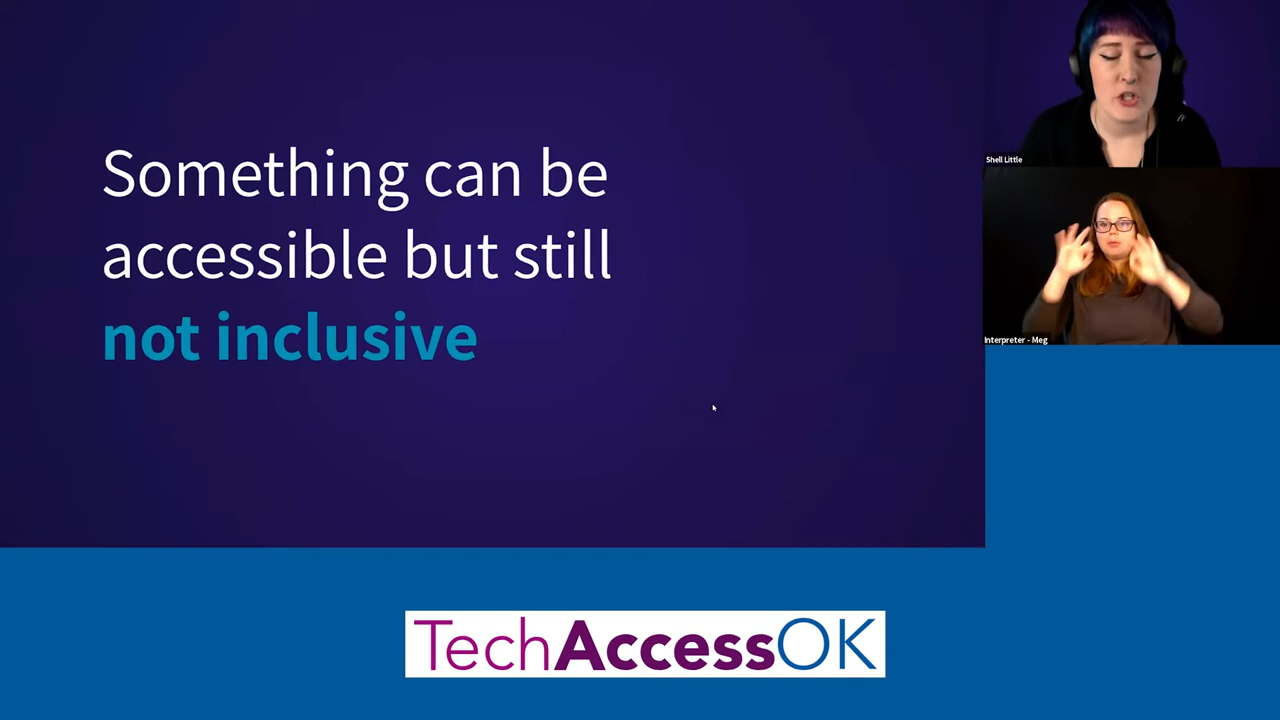 Something can be
accessible but still
not inclusive
Shell Little
Interpreter - Meg
TechAccessOK